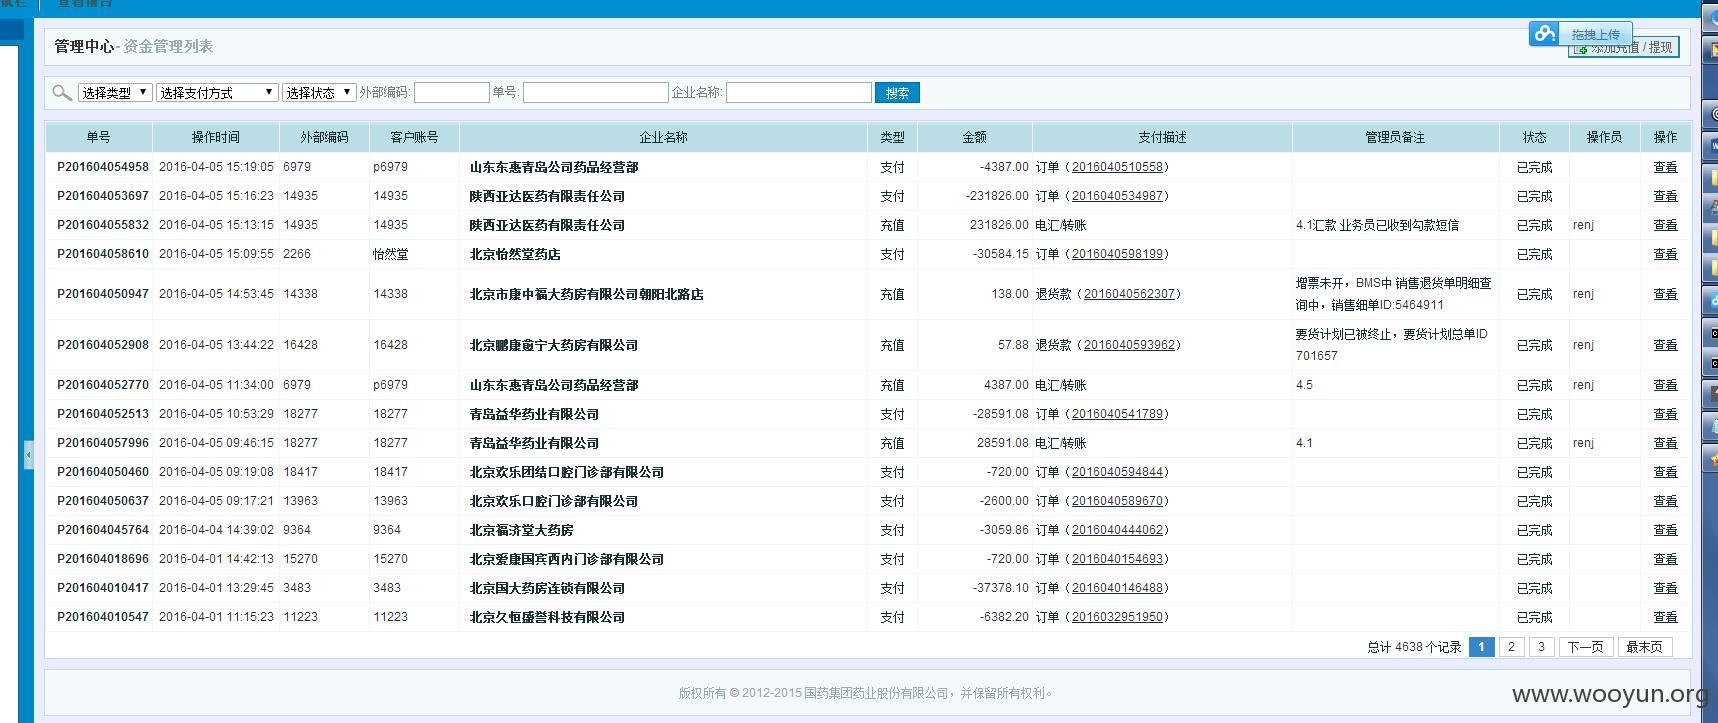 查看前台
管理中心- 资金管理列表
拖拽上传
添加充值 / 提现
选择类型 选择支付方式 选择状态 外部编码: 单号: 企业名称: 搜索
单号 操作时间 外部编码 客户账号 企业名称 类型 金额 支付描述 管理员备注 状态 操作员 操作
P201604054958 2016-04-05 15:19:05 6979 p6979 山东东惠青岛公司药品经营部 支付 -4387.00 订单（2016040510558） 已完成 查看
P201604053697 2016-04-05 15:16:23 14935 14935 陕西亚达医药有限责任公司 支付 -231826.00 订单（2016040534987） 已完成 查看
P201604055832 2016-04-05 15:13:15 14935 14935 陕西亚达医药有限责任公司 充值 231826.00 电汇/转账 4.1汇款 业务员已收到勾款短信 已完成 renj 查看
P201604058610 2016-04-05 15:09:55 2266 怡然堂 北京怡然堂药店 支付 -30584.15 订单（2016040598199） 已完成 查看
P201604050947 2016-04-05 14:53:45 14338 14338 北京市康中福大药房有限公司朝阳北路店 充值 138.00 退货款（2016040562307） 增票未开，BMS中 销售退货单明细查
询中，销售细单ID:5464911 已完成 renj 查看
P201604052908 2016-04-05 13:44:22 16428 16428 北京鹏康鑫宁大药房有限公司 充值 57.88 退货款（2016040593962） 要货计划已被终止，要货计划总单ID
701657 已完成 renj 查看
P201604052770 2016-04-05 11:34:00 6979 p6979 山东东惠青岛公司药品经营部 充值 4387.00 电汇/转账 4.5 已完成 renj 查看
P201604052513 2016-04-05 10:53:29 18277 18277 青岛益华药业有限公司 支付 -28591.08 订单（2016040541789） 已完成 查看
P201604057996 2016-04-05 09:46:15 18277 18277 青岛益华药业有限公司 充值 28591.08 电汇/转账 4.1 已完成 renj 查看
P201604050460 2016-04-05 09:19:08 18417 18417 北京欢乐团结口腔门诊部有限公司 支付 -720.00 订单（2016040594844） 已完成 查看
P201604050637 2016-04-05 09:17:21 13963 13963 北京欢乐口腔门诊部有限公司 支付 -2600.00 订单（2016040589670） 已完成 查看
P201604045764 2016-04-04 14:39:02 9364 9364 北京福济堂大药房 支付 -3059.86 订单（2016040444062） 已完成 查看
P201604018696 2016-04-01 14:42:13 15270 15270 北京爱康国宾西内门诊部有限公司 支付 -720.00 订单（2016040154693） 已完成 查看
P201604010417 2016-04-01 13:29:45 3483 3483 北京国大药房连锁有限公司 支付 -37378.10 订单（2016040146488） 已完成 查看
P201604010547 2016-04-01 11:15:23 11223 11223 北京久恒盛誉科技有限公司 支付 -6382.20 订单（2016032951950） 已完成 查看
总计 4638 个记录 1 2 3 下一页 最末页
版权所有 © 2012-2015 国药集团药业股份有限公司，并保留所有权利。
www.wooyun.org